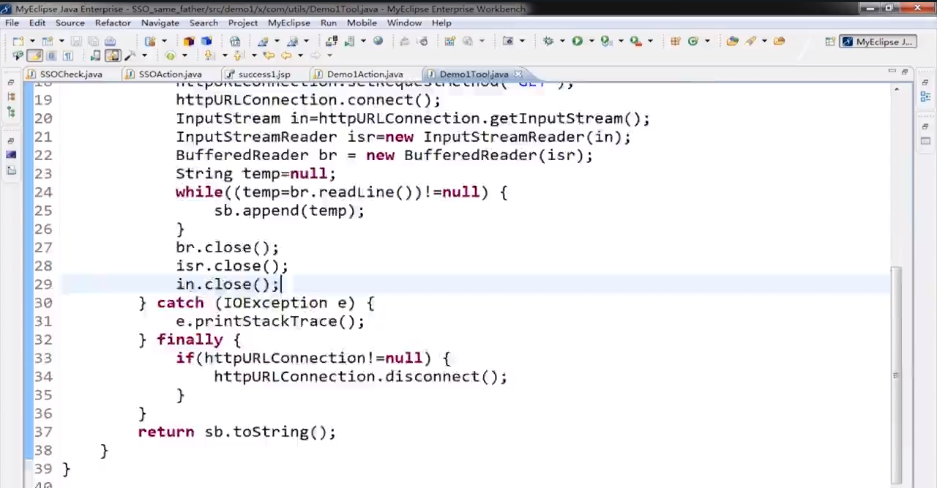 MyEclipse Java Enterprise - SSO_same_father/src/demo1/x/com/utils/Demo1Tool.java - MyEclipse Enterprise Workbench
File Edit Source Refactor Navigate Search Project MyEclipse Run Mobile Window Help
MyEclipse J...
SSOCheck.java SSOAction.java success1.jsp Demo1Action.java Demo1Tool.java
18 httpURLConnection.setRequestMethod("GET");
19 httpURLConnection.connect();
20 InputStream in=httpURLConnection.getInputStream();
21 InputStreamReader isr=new InputStreamReader(in);
22 BufferedReader br = new BufferedReader(isr);
23 String temp=null;
24 while((temp=br.readLine())!=null) {
25 sb.append(temp);
26 }
27 br.close();
28 isr.close();
29 in.close();
30 } catch (IOException e) {
31 e.printStackTrace();
32 } finally {
33 if(httpURLConnection!=null) {
34 httpURLConnection.disconnect();
35 }
36 }
37 return sb.toString();
38 }
39 }
40